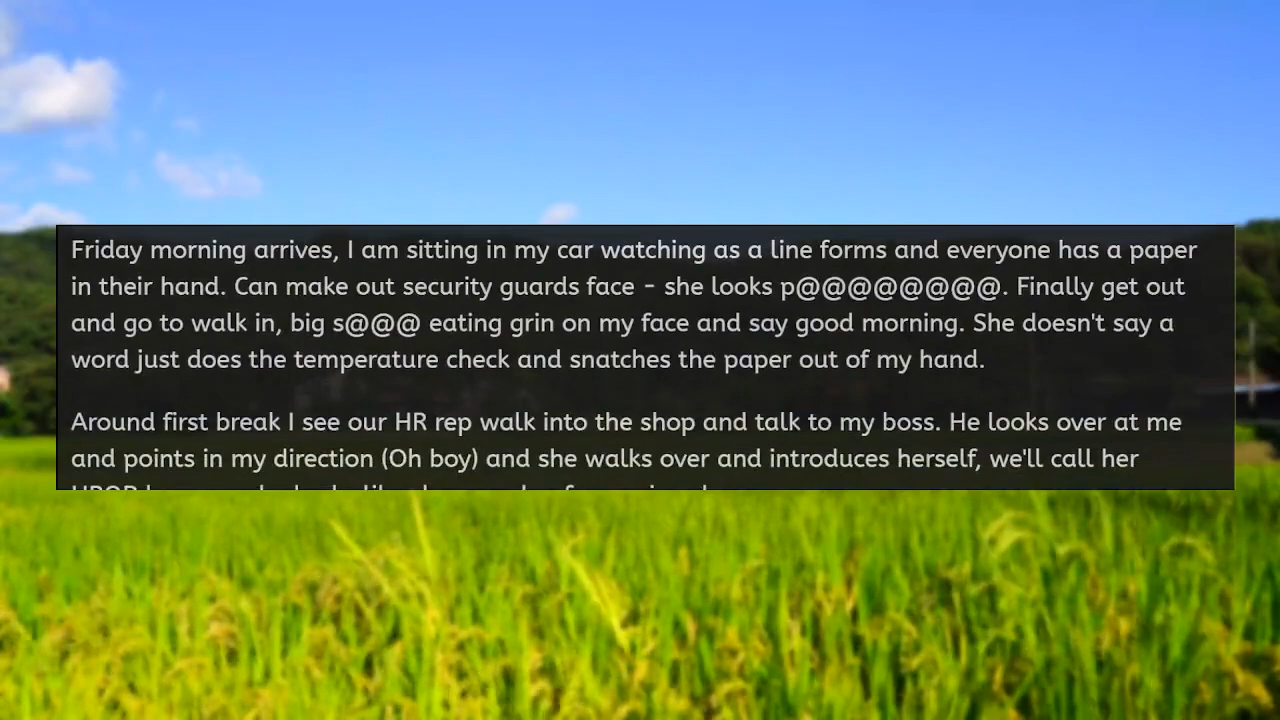 Friday morning arrives, I am sitting in my car watching as a line forms and everyone has a paper
in their hand. Can make out security guards face - she looks p@@@@@@@@. Finally get out
and go to walk in, big s@@@ eating grin on my face and say good morning. She doesn't say a
word just does the temperature check and snatches the paper out of my hand.
Around first break I see our HR rep walk into the shop and talk to my boss. He looks over at me
and points in my direction (Oh boy) and she walks over and introduces herself, we'll call her